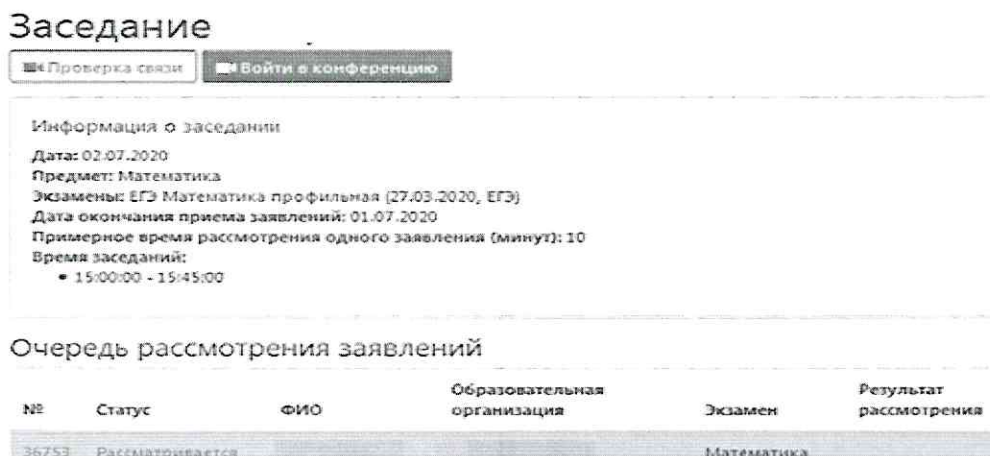 Заседание
Проверка связи Войти в конференцию
Информация о заседании
Дата: 02.07.2020
Предмет: Математика
Экзамены: ЕГЭ Математика профильная (27.03.2020, ЕГЭ)
Дата окончания приема заявлений: 01.07.2020
Примерное время рассмотрения одного заявления (минут): 10
Время заседаний:
• 15:00:00 - 15:45:00
Очередь рассмотрения заявлений
№ Статус ФИО Образовательная организация Экзамен Результат рассмотрения
36753 Рассматривается Математика